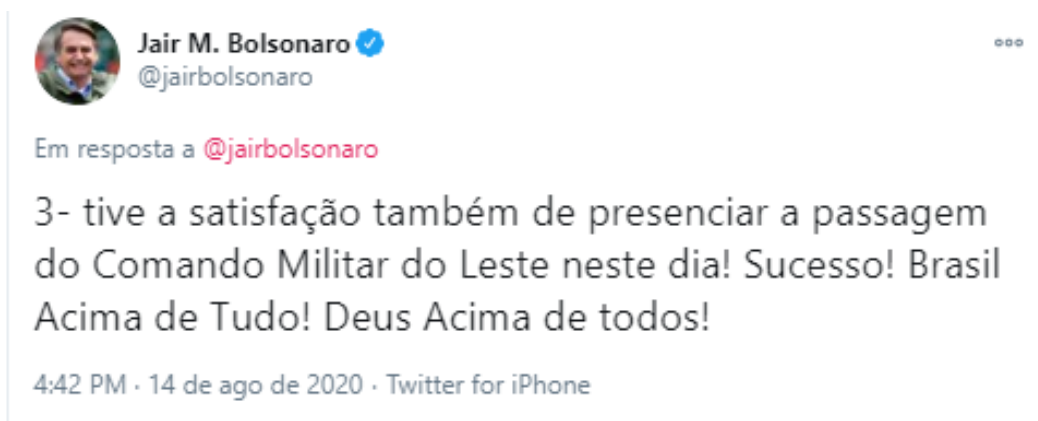 Jair M. Bolsonaro
@jairbolsonaro
Em resposta a @jairbolsonaro
3- tive a satisfação também de presenciar a passagem
do Comando Militar do Leste neste dia! Sucesso! Brasil
Acima de Tudo! Deus Acima de todos!
4:42 PM · 14 de ago de 2020 · Twitter for iPhone